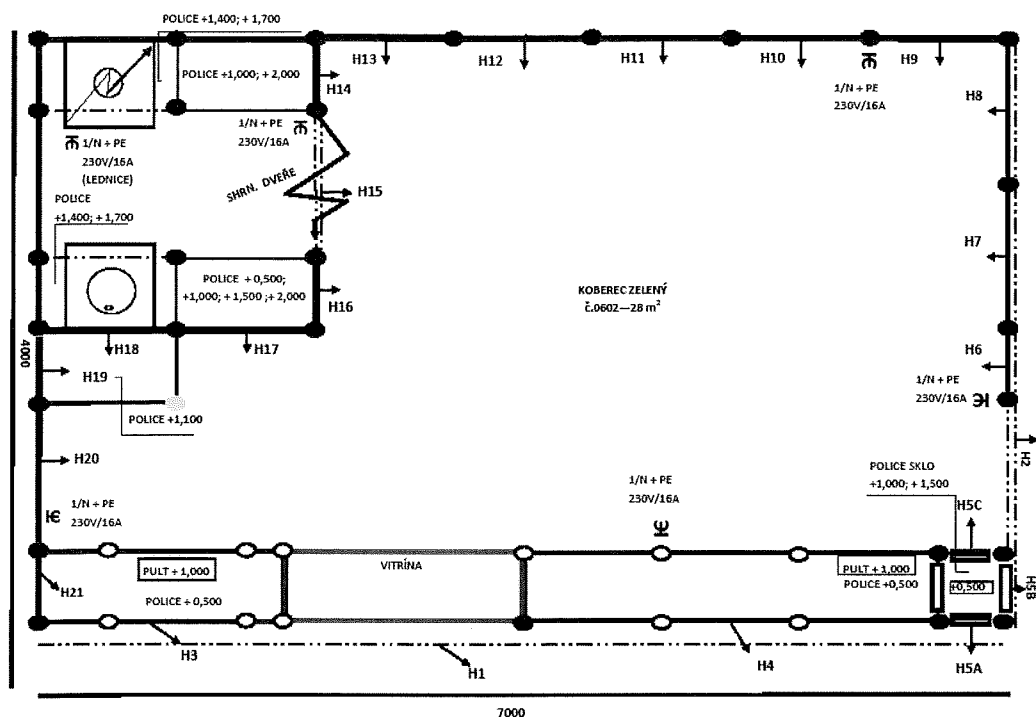 POLICE +1,400; + 1,700
H13
H12
H11
H10
H9
POLICE +1,000; + 2,000
H14
1/N + PE
230V/16A
H8
1/N + PE
230V/16A
1/N + PE
230V/16A
(LEDNICE)
SHRN. DVEŘE
H15
POLICE
+1,400; + 1,700
H7
POLICE + 0,500;
+1,000; + 1,500 ;+ 2,000
H16
KOBEREC ZELENÝ
č.0602—28 m²
4000
H18
H17
H6
H19
1/N + PE
230V/16A
POLICE +1,100
H2
H20
POLICE SKLO
+1,000; + 1,500
1/N + PE
230V/16A
1/N + PE
230V/16A
H5C
PULT + 1,000
VITRÍNA
PULT + 1,000
POLICE +0,500
+0,500
H5B
H21
POLICE + 0,500
H3
H1
H4
H5A
7000